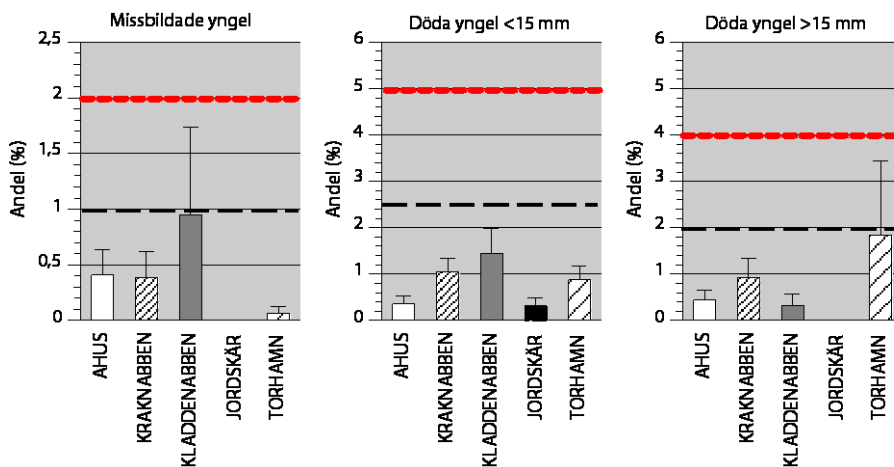 Missbildade yngel
Andel (%)
2,5
2
1,5
1
0,5
0
AHUS
KRAKNABBEN
KLADDENABBEN
JORDSKÄR
TORHAMN
Döda yngel <15 mm
Andel (%)
6
5
4
3
2
1
0
AHUS
KRAKNABBEN
KLADDENABBEN
JORDSKÄR
TORHAMN
Döda yngel >15 mm
Andel (%)
6
5
4
3
2
1
0
AHUS
KRAKNABBEN
KLADDENABBEN
JORDSKÄR
TORHAMN